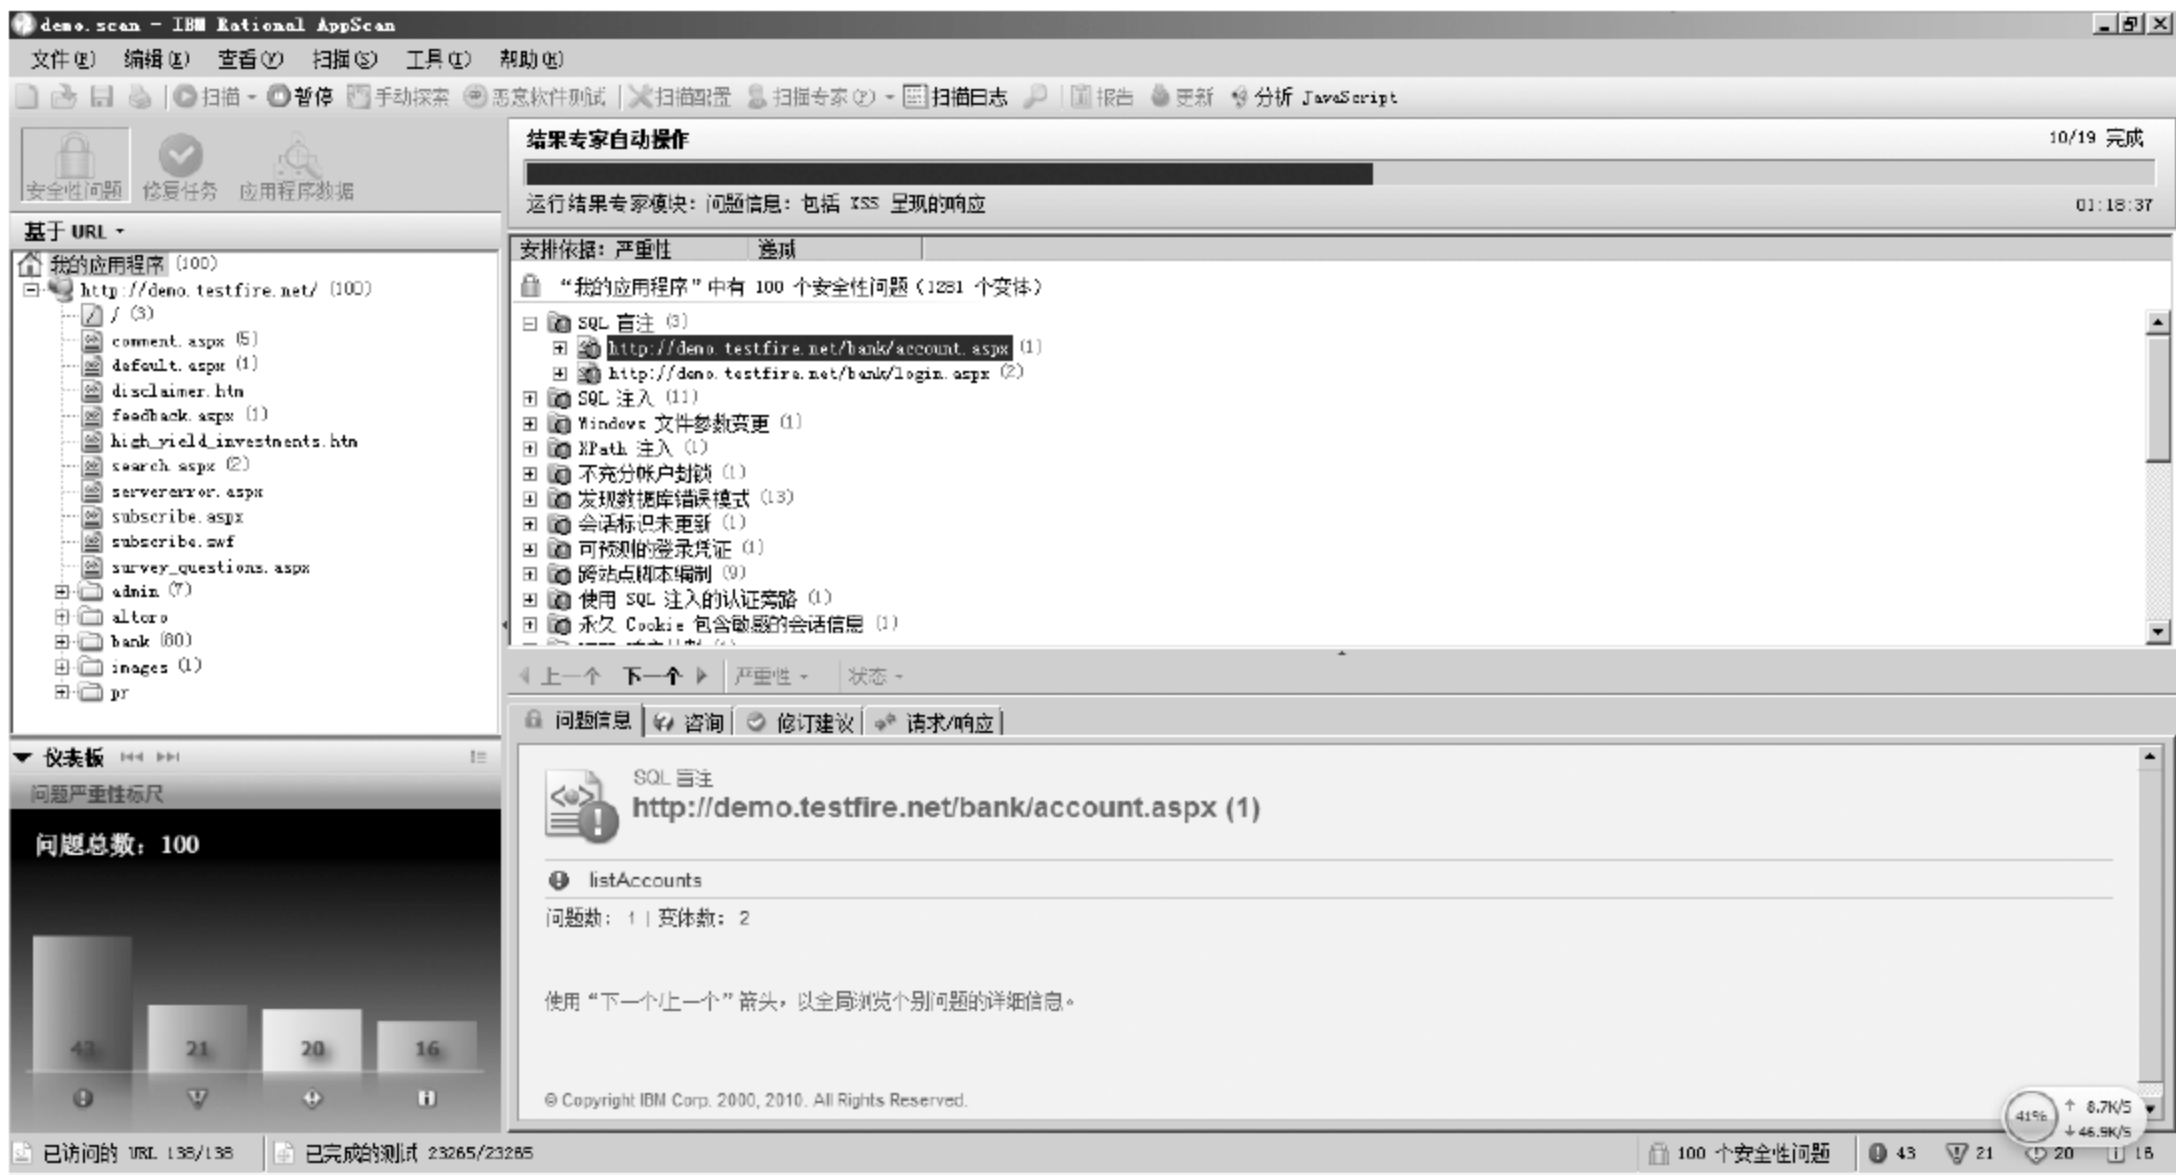 demo.scan - IBM Rational AppScan
文件(F) 编辑(E) 查看(V) 扫描(S) 工具(T) 帮助(H)
扫描 暂停 手动探索 恶意软件测试 扫描配置 扫描专家(P) 扫描日志 报告 更新 分析 JavaScript
安全性问题 修复任务 应用程序数据
结果专家自动操作 10/19 完成
运行结果专家模块：问题信息：包括 XSS 呈现的响应 01:18:37
基于 URL
我的应用程序 (100)
http://demo.testfire.net/ (100)
/ (3)
comment.aspx (5)
default.aspx (1)
disclaimer.htm
feedback.aspx (1)
high_yield_investments.htm
search.aspx (2)
servererror.aspx
subscribe.aspx
subscribe.swf
survey_questions.aspx
admin (7)
altoro
bank (80)
images (1)
pr
安排依据：严重性 递减
“我的应用程序”中有 100 个安全性问题（1281 个变体）
SQL 盲注 (3)
http://demo.testfire.net/bank/account.aspx (1)
http://demo.testfire.net/bank/login.aspx (2)
SQL 注入 (11)
Windows 文件参数变更 (1)
XPath 注入 (1)
不充分帐户封锁 (1)
发现数据库错误模式 (13)
会话标识未更新 (1)
可预测的登录凭证 (1)
跨站点脚本编制 (9)
使用 SQL 注入的认证旁路 (1)
永久 Cookie 包含敏感的会话信息 (1)
上一个 下一个 严重性 状态
问题信息 咨询 修订建议 请求/响应
SQL 盲注
http://demo.testfire.net/bank/account.aspx (1)
listAccounts
问题数： 1 | 变体数： 2
使用“下一个/上一个”箭头，以全局浏览个别问题的详细信息。
© Copyright IBM Corp. 2000, 2010. All Rights Reserved.
仪表板
问题严重性标尺
问题总数：100
43 21 20 16
41% 8.7K/S
46.9K/S
已访问的 URL 138/138 已完成的测试 23265/23265 100 个安全性问题 43 21 20 16